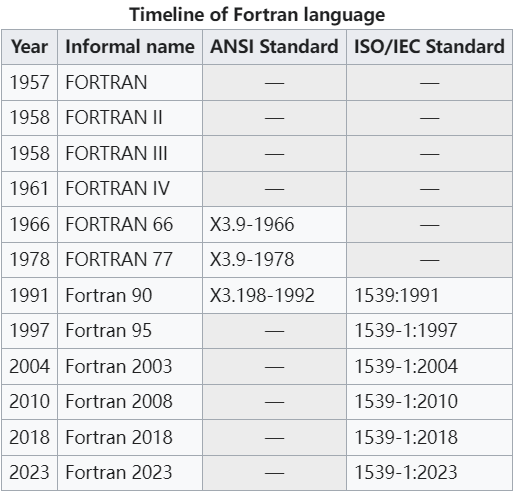 Timeline of Fortran language
Year Informal name ANSI Standard ISO/IEC Standard
1957 FORTRAN — —
1958 FORTRAN II — —
1958 FORTRAN III — —
1961 FORTRAN IV — —
1966 FORTRAN 66 X3.9-1966 —
1978 FORTRAN 77 X3.9-1978 —
1991 Fortran 90 X3.198-1992 1539:1991
1997 Fortran 95 — 1539-1:1997
2004 Fortran 2003 — 1539-1:2004
2010 Fortran 2008 — 1539-1:2010
2018 Fortran 2018 — 1539-1:2018
2023 Fortran 2023 — 1539-1:2023